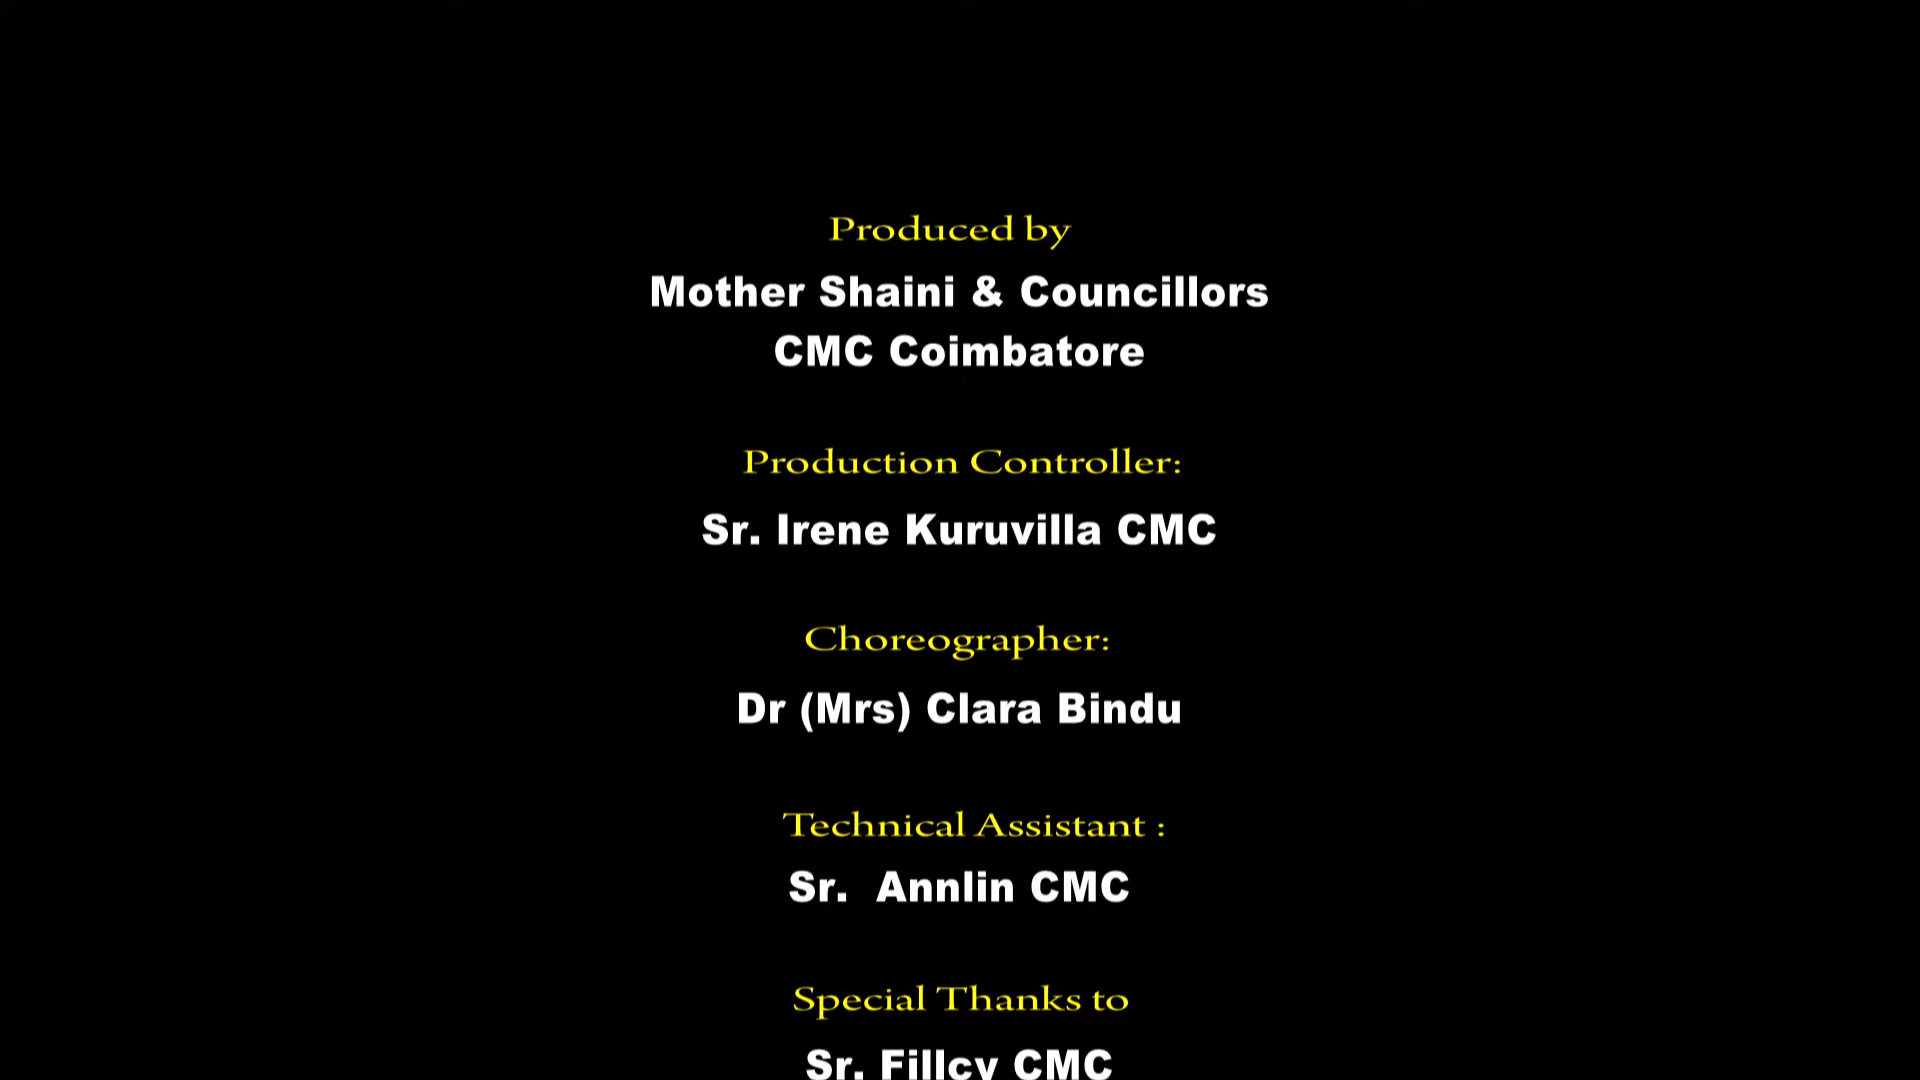 Produced by
Mother Shaini & Councillors
CMC Coimbatore
Production Controller:
Sr. Irene Kuruvilla CMC
Choreographer:
Dr (Mrs) Clara Bindu
Technical Assistant :
Sr.  Annlin CMC
Special Thanks to
Sr. Fillcy CMC